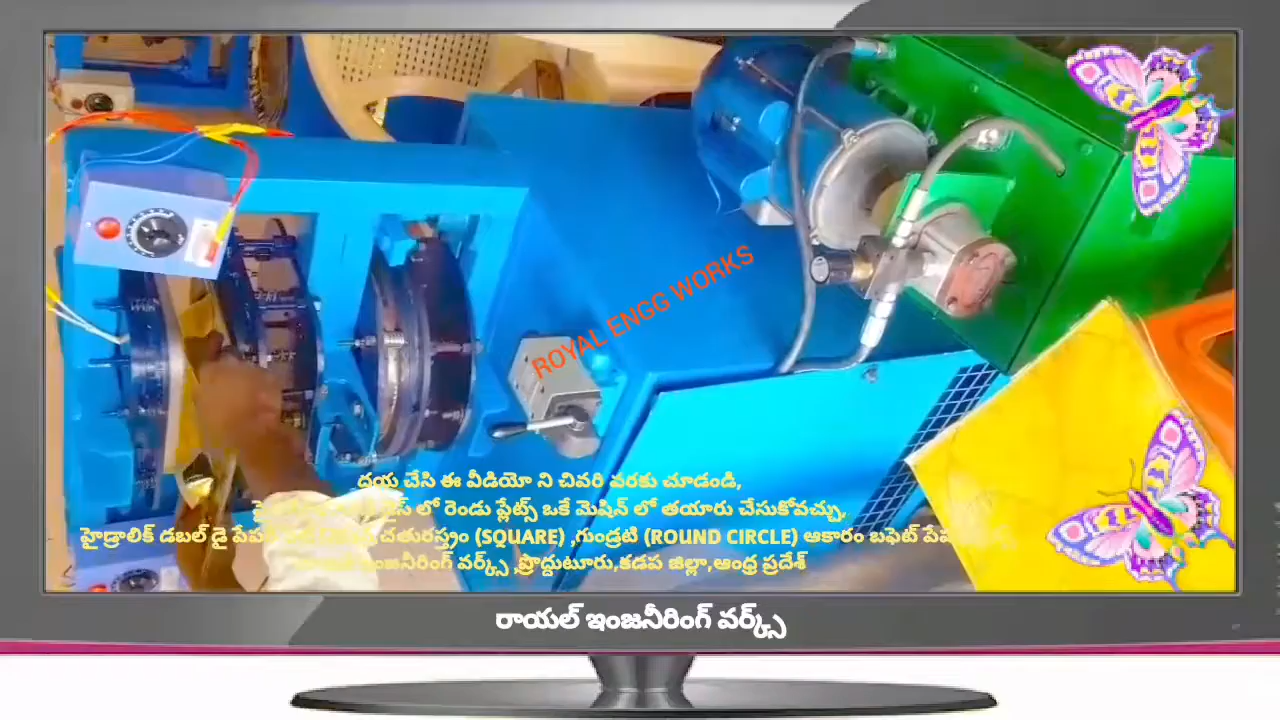 ROYAL ENGG WORKS
దయ చేసి ఈ వీడియో ని చివరి వరకు చూడండి,
లో రెండు ప్లేట్స్ ఒకే మెషిన్ లో తయారు చేసుకోవచ్చు,
హైడ్రాలిక్ డబల్ డై పేపర్ చతురస్త్రం (SQUARE) ,గుండ్రటి (ROUND CIRCLE) ఆకారం బఫెట్
ఇంజనీరింగ్ వర్క్స్ ,ప్రొద్దుటూరు,కడప జిల్లా,ఆంధ్ర ప్రదేశ్
రాయల్ ఇంజనీరింగ్ వర్క్స్